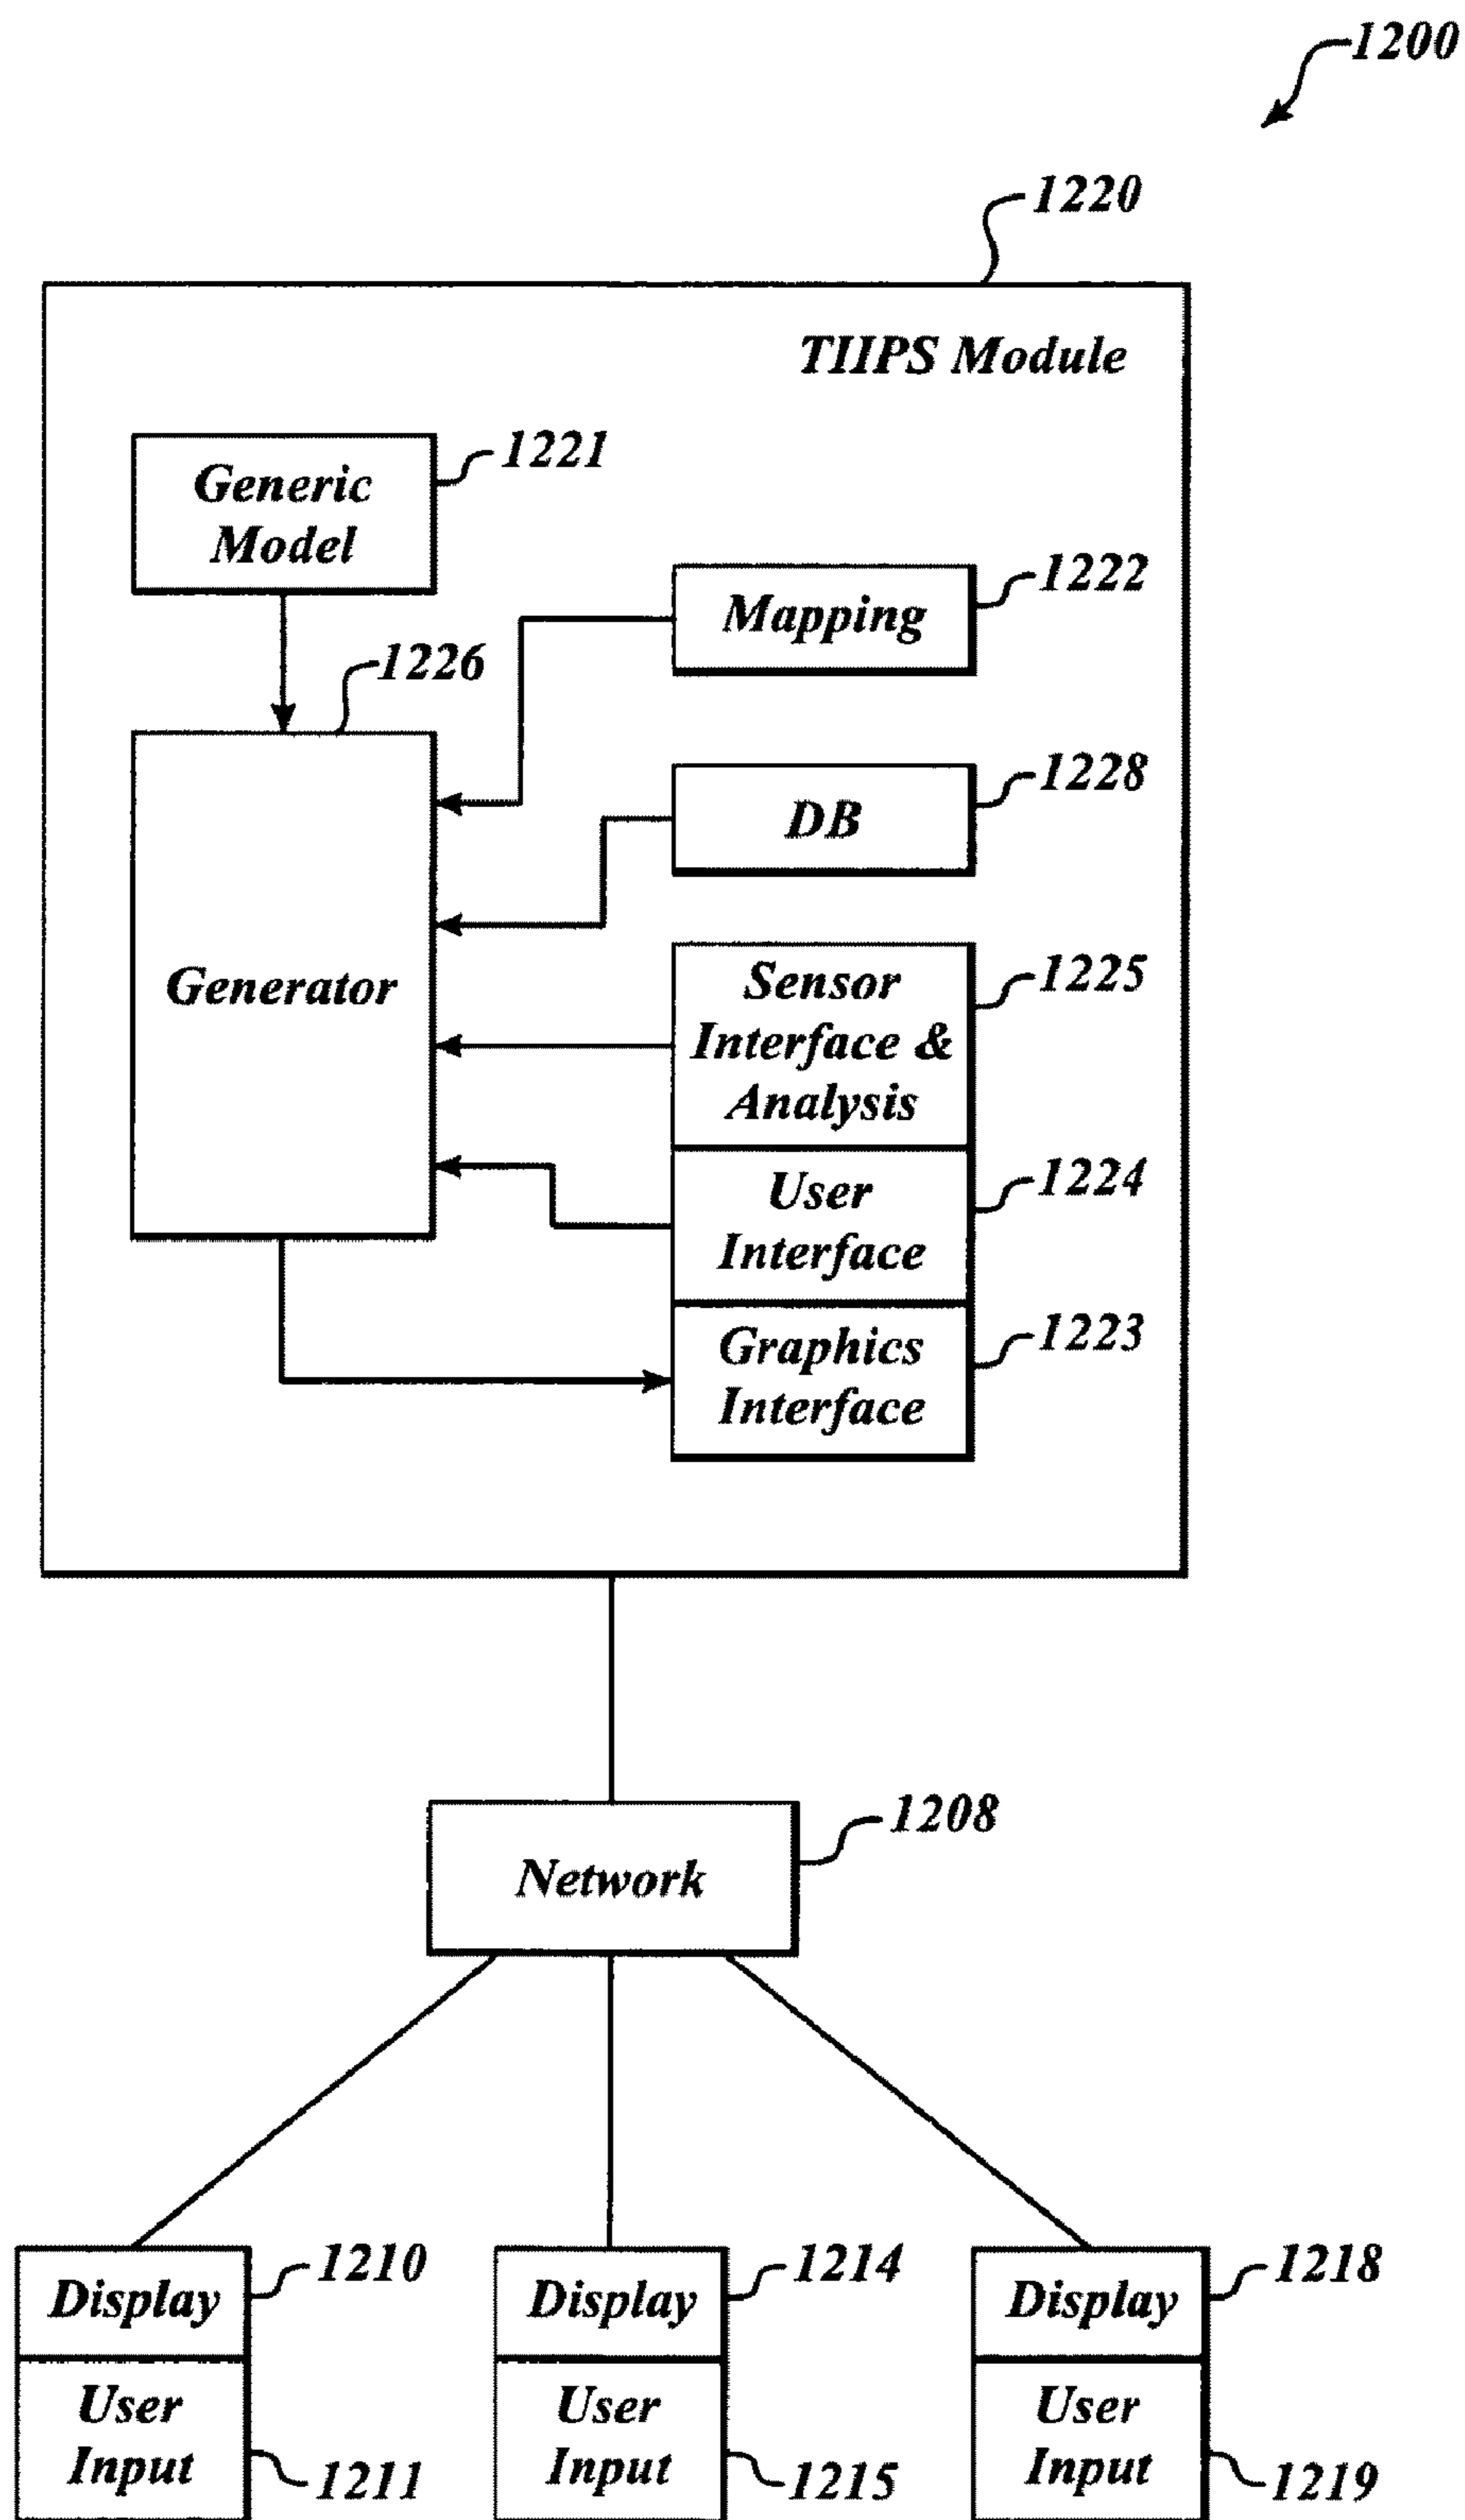 1200
1220
TIIPS Module
1221
Generic
Model
1222
Mapping
1226
1228
DB
Generator
1225
Sensor
Interface &
Analysis
1224
User
Interface
1223
Graphics
Interface
1208
Network
1210
Display
1214
Display
1218
Display
User
Input
1211
User
Input
1215
User
Input
1219